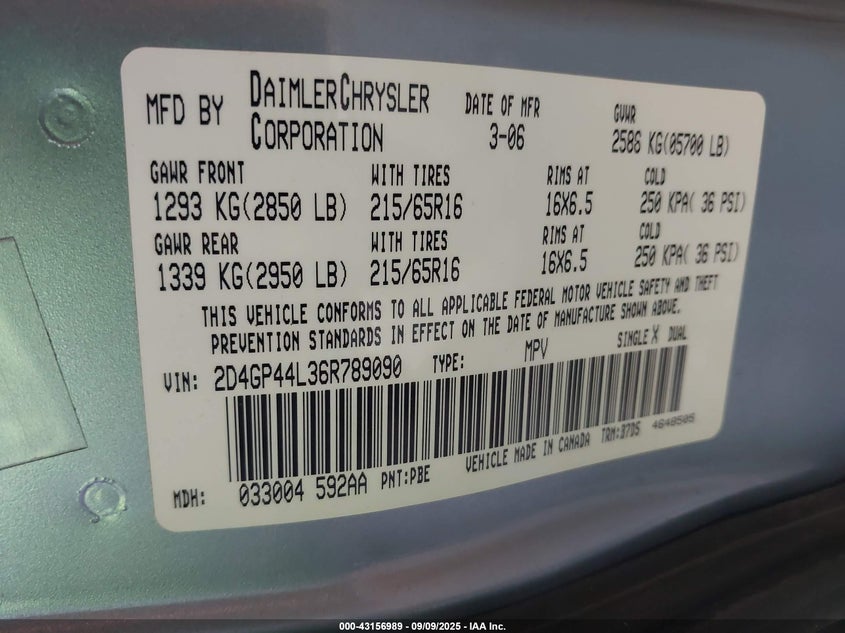 MFD BY DAIMLERCHRYSLER CORPORATION
DATE OF MFR 3-06
GVWR 2586 KG(05700 LB)
GAWR FRONT WITH TIRES RIMS AT COLD
1293 KG(2850 LB) 215/65R16 16X6.5 250 KPA( 36 PSI)
GAWR REAR WITH TIRES RIMS AT COLD
1339 KG(2950 LB) 215/65R16 16X6.5 250 KPA( 36 PSI)
THIS VEHICLE CONFORMS TO ALL APPLICABLE FEDERAL MOTOR VEHICLE SAFETY AND THEFT
PREVENTION STANDARDS IN EFFECT ON THE DATE OF MANUFACTURE SHOWN ABOVE.
VIN: 2D4GP44L36R789090 TYPE: MPV SINGLE X DUAL
MDH: 033004 592AA PNT:PBE VEHICLE MADE IN CANADA TRM:B7D5 4648505
000-43156989 - 09/09/2025 - IAA Inc.